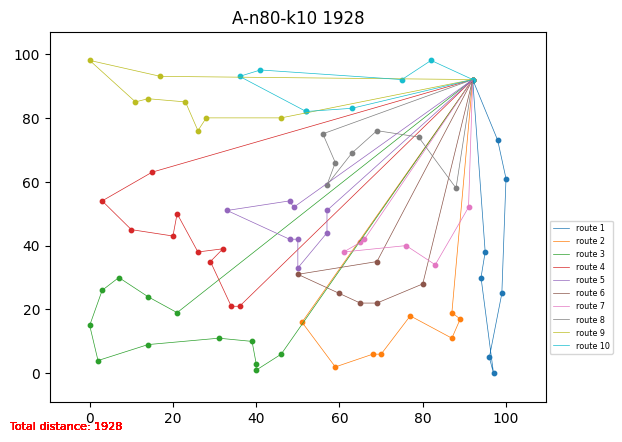 A-n80-k10 1928
100
80
60
40
20
0
0
20
40
60
80
100
route 1
route 2
route 3
route 4
route 5
route 6
route 7
route 8
route 9
route 10
Total distance: 1928